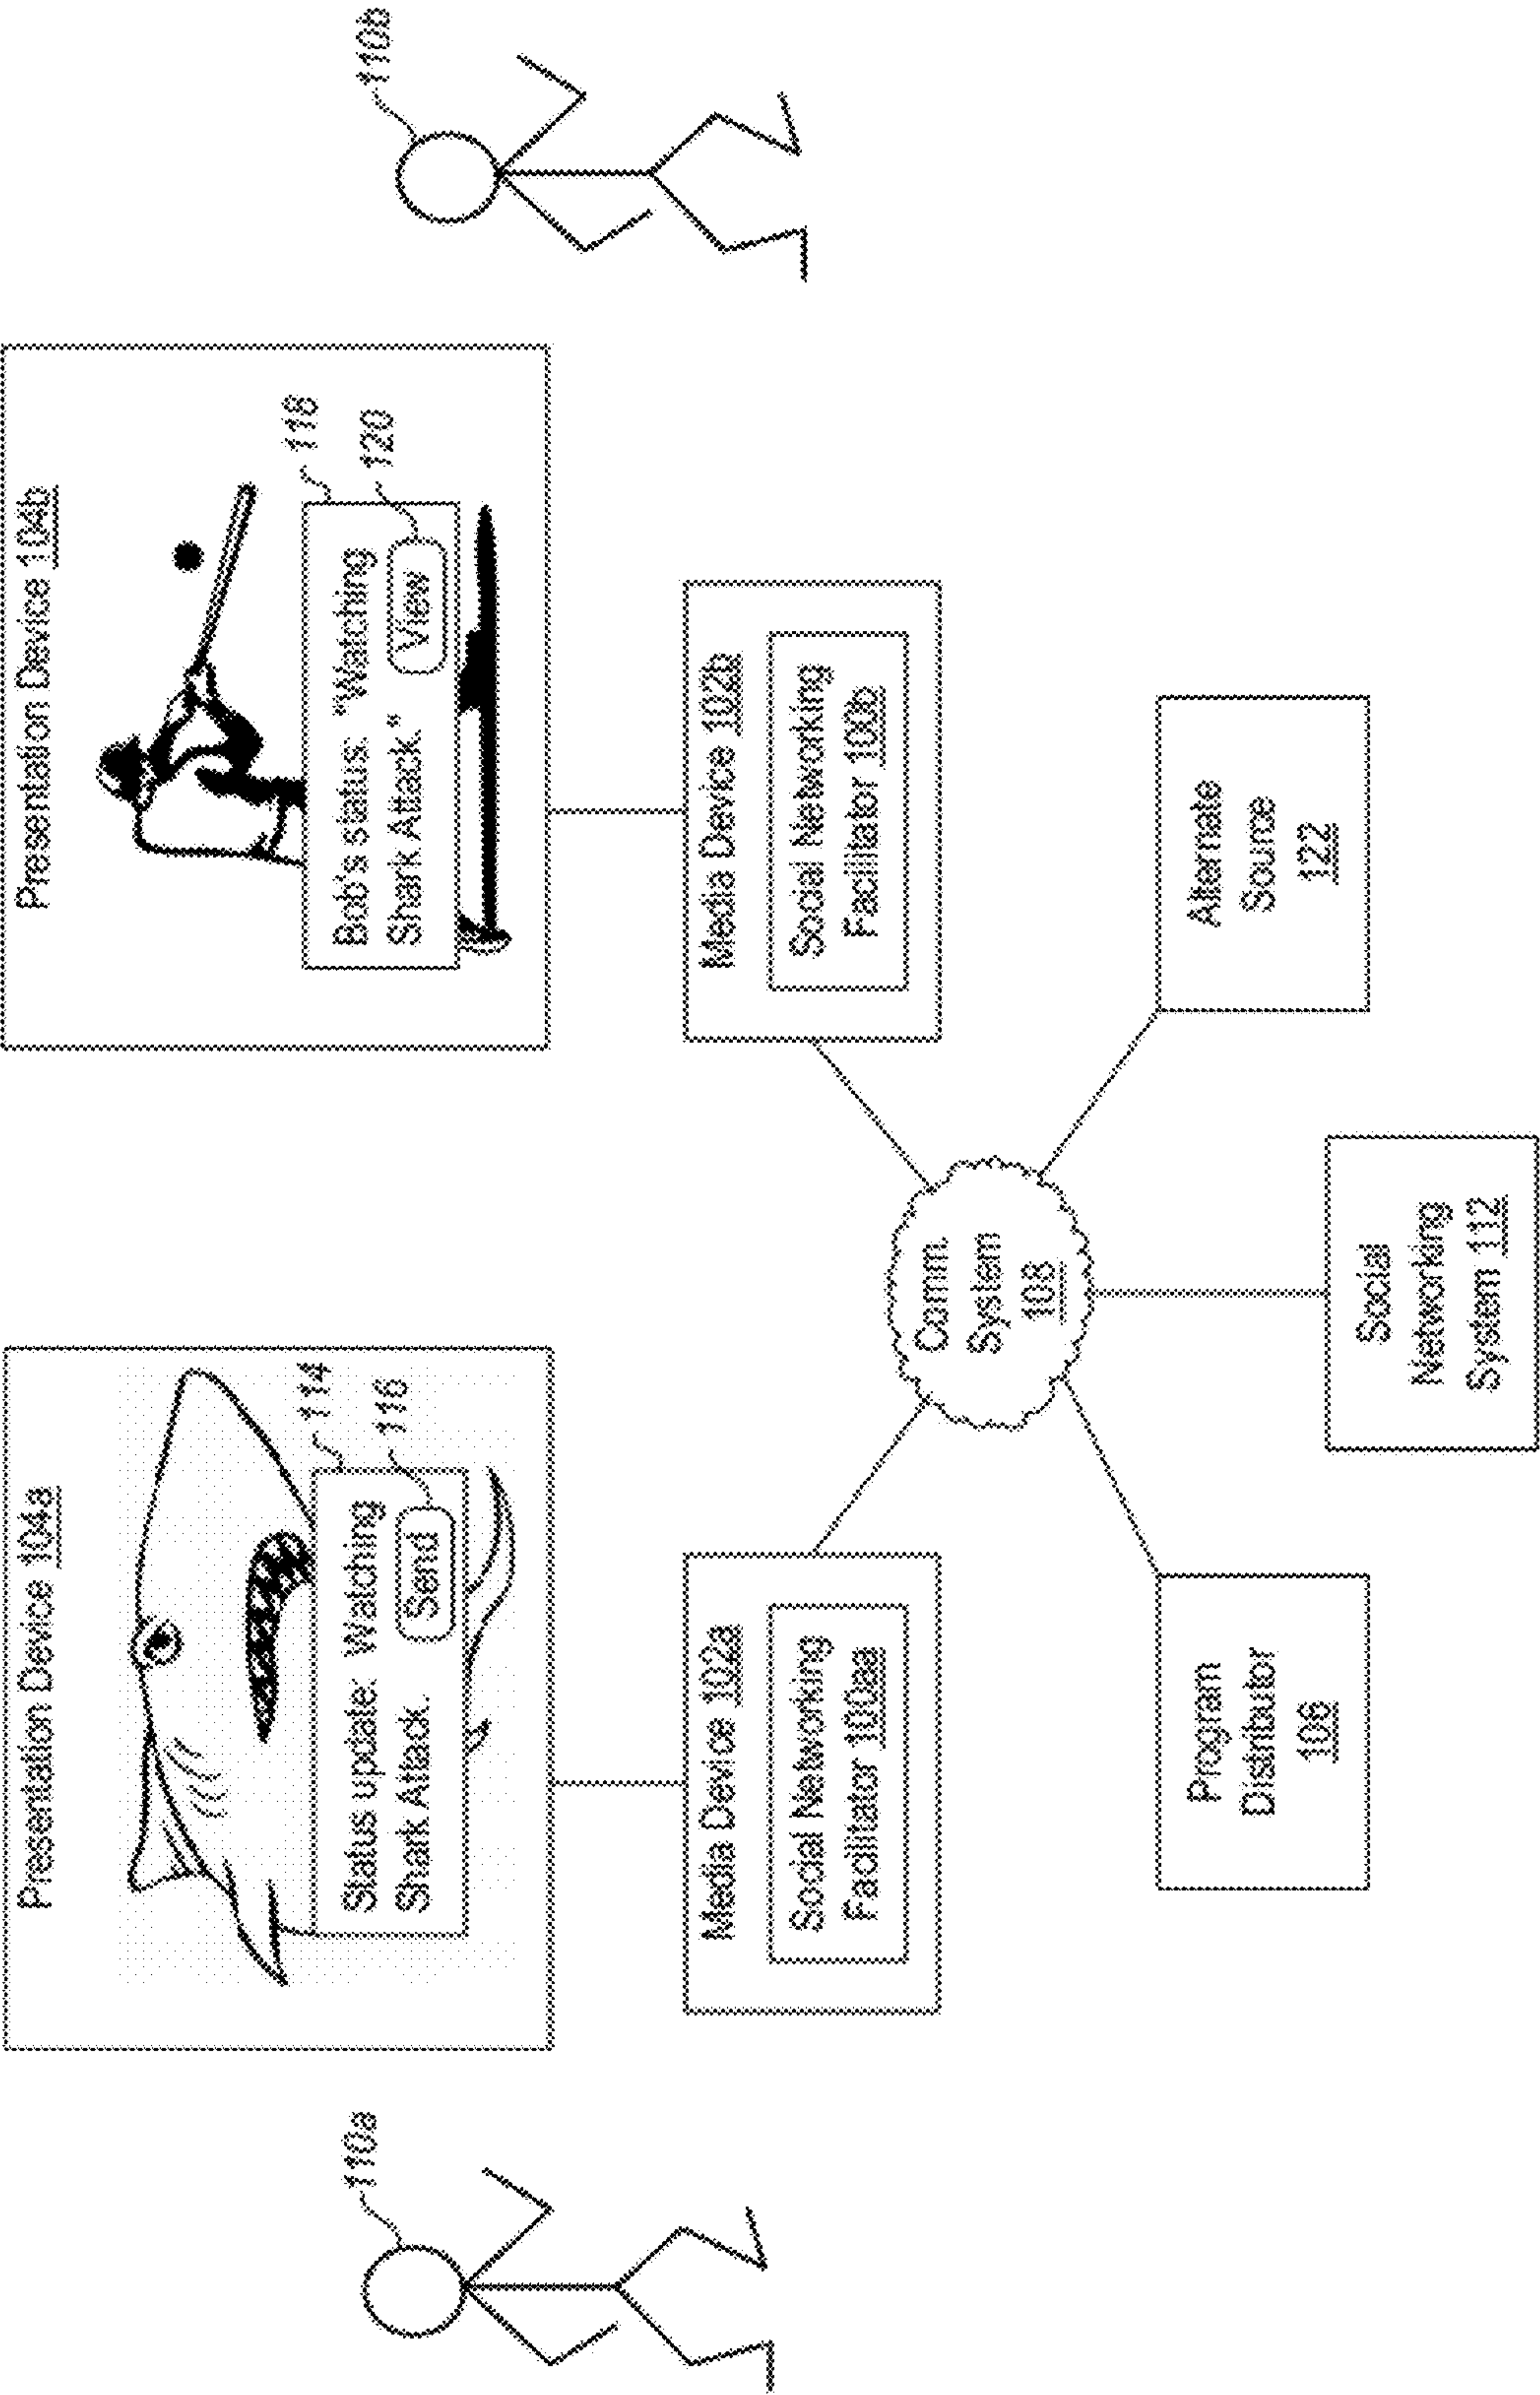 Presentation Device 104a
114
116
Status update: Watching
Shark Attack.
Send
110a
Presentation Device 104b
118
120
Bob's status: "Watching
Shark Attack."
View
110b
Media Device 102a
Social Networking
Facilitator 100aa
Media Device 102b
Social Networking
Facilitator 100b
Comm.
System
108
Program
Distributor
106
Social
Networking
System 112
Alternate
Source
122